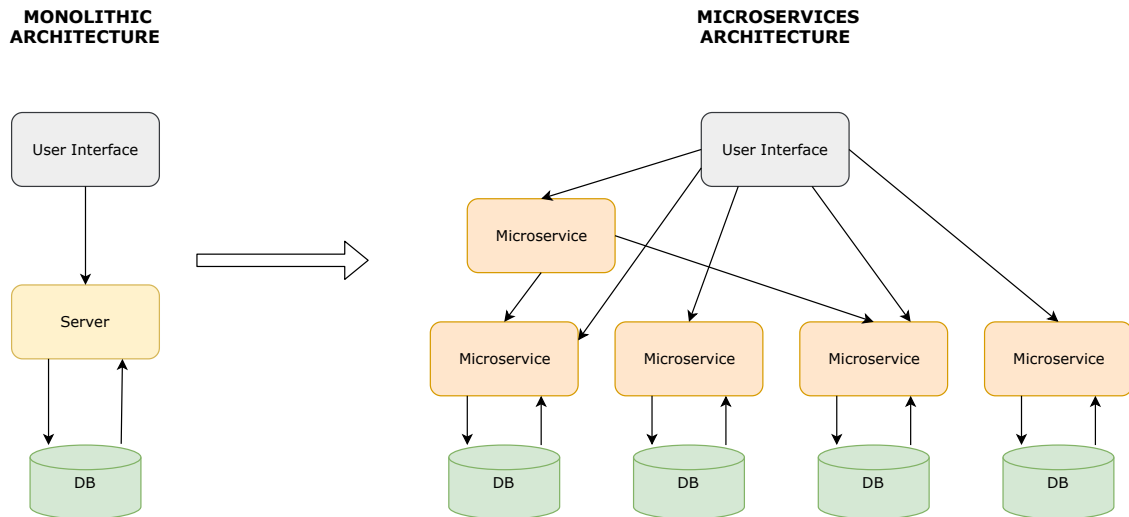 MONOLITHIC
ARCHITECTURE
MICROSERVICES
ARCHITECTURE
User Interface
User Interface
Microservice
Server
Microservice
Microservice
Microservice
Microservice
DB
DB
DB
DB
DB